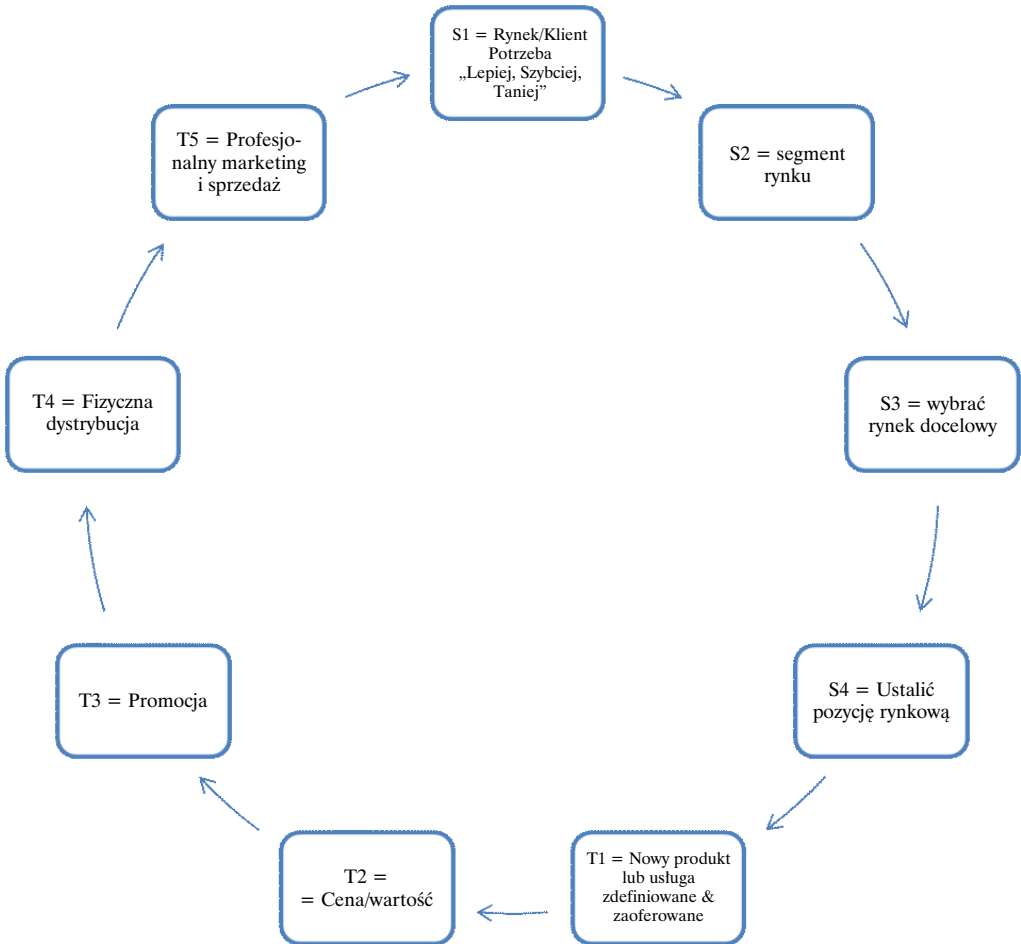 S1 = Rynek/Klient
Potrzeba
„Lepiej, Szybciej,
Taniej”
S2 = segment
rynku
S3 = wybrać
rynek docelowy
S4 = Ustalić
pozycję rynkową
T1 = Nowy produkt
lub usługa
zdefiniowane &
zaoferowane
T2 =
= Cena/wartość
T3 = Promocja
T4 = Fizyczna
dystrybucja
T5 = Profesjo-
nalny marketing
i sprzedaż